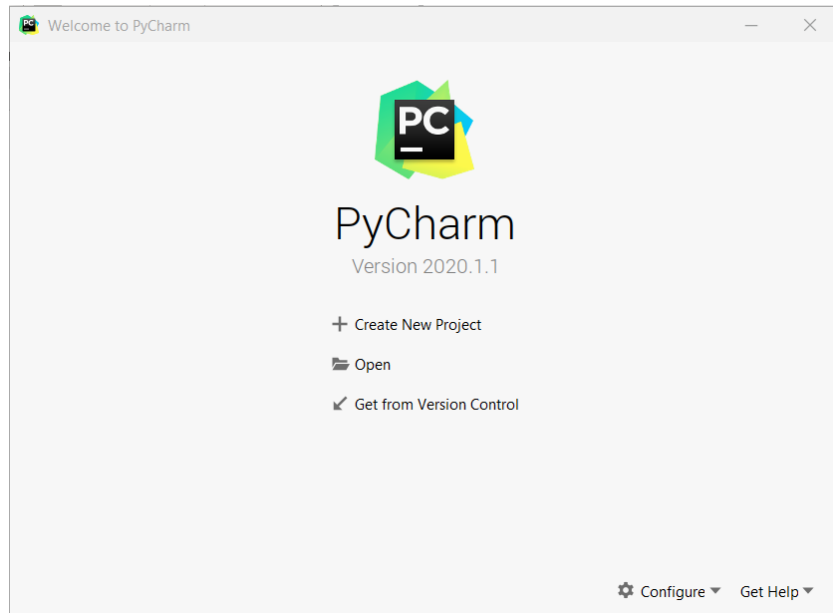 Welcome to PyCharm
PC
PyCharm
Version 2020.1.1
Create New Project
Open
Get from Version Control
Configure
Get Help